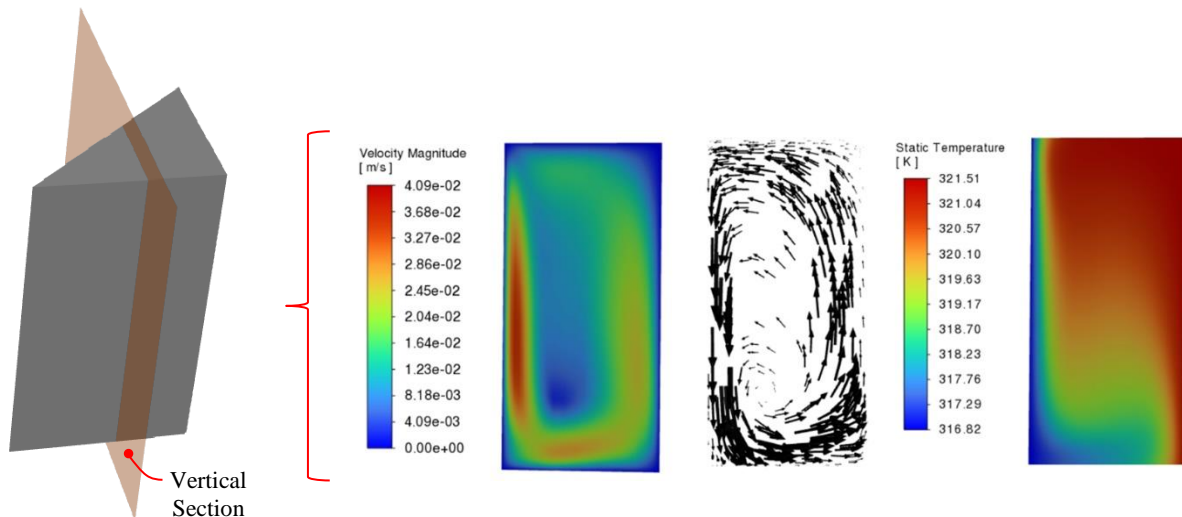 Velocity Magnitude
[ m/s ]
4.09e-02
3.68e-02
3.27e-02
2.86e-02
2.45e-02
2.04e-02
1.64e-02
1.23e-02
8.18e-03
4.09e-03
0.00e+00
Static Temperature
[ K ]
321.51
321.04
320.57
320.10
319.63
319.17
318.70
318.23
317.76
317.29
316.82
Vertical
Section